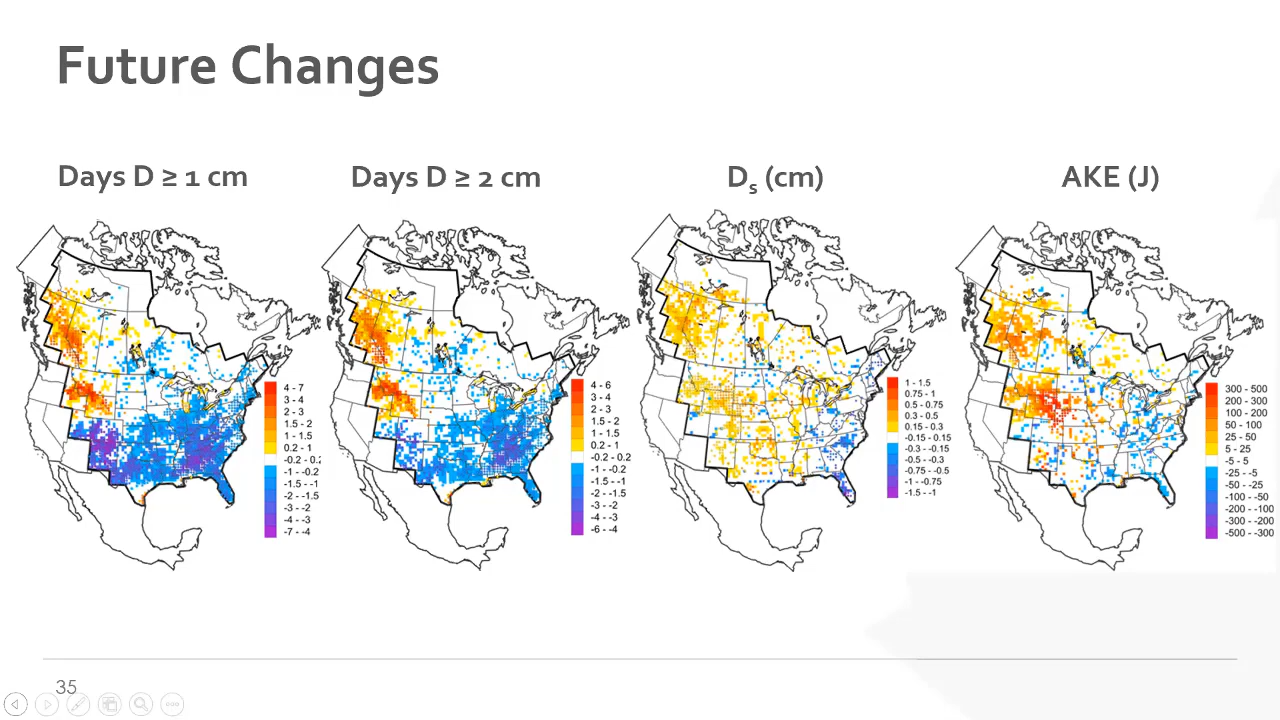 Future Changes
Days D ≥ 1 cm
Days D ≥ 2 cm
Ds (cm)
AKE (J)
4 - 7
3 - 4
2 - 3
1.5 - 2
1 - 1.5
0.2 - 1
-0.2 - 0.2
-1 - -0.2
-1.5 - -1
-2 - -1.5
-3 - -2
-4 - -3
-7 - -4
4 - 6
3 - 4
2 - 3
1.5 - 2
1 - 1.5
0.2 - 1
-0.2 - 0.2
-1 - -0.2
-1.5 - -1
-2 - -1.5
-3 - -2
-4 - -3
-6 - -4
1 - 1.5
0.75 - 1
0.5 - 0.75
0.3 - 0.5
0.15 - 0.3
-0.15 - 0.15
-0.3 - -0.15
-0.5 - -0.3
-0.75 - -0.5
-1 - -0.75
-1.5 - -1
300 - 500
200 - 300
100 - 200
50 - 100
25 - 50
5 - 25
-5 - 5
-25 - -5
-50 - -25
-100 - -50
-200 - -100
-300 - -200
-500 - -300
35